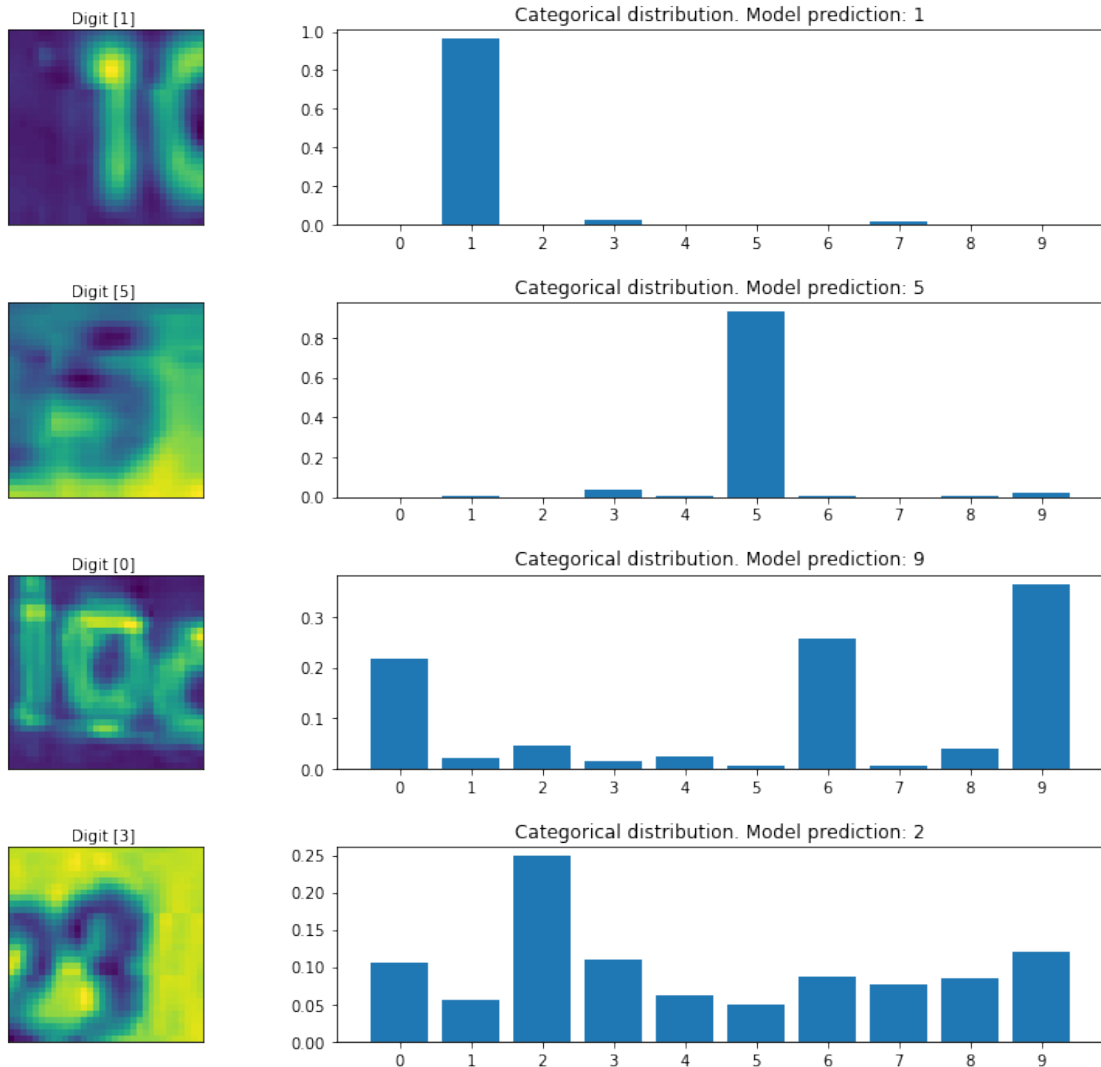 Digit [1]
Categorical distribution. Model prediction: 1
1.0
0.8
0.6
0.4
0.2
0.0
0 1 2 3 4 5 6 7 8 9
Digit [5]
Categorical distribution. Model prediction: 5
0.8
0.6
0.4
0.2
0.0
0 1 2 3 4 5 6 7 8 9
Digit [0]
Categorical distribution. Model prediction: 9
0.3
0.2
0.1
0.0
0 1 2 3 4 5 6 7 8 9
Digit [3]
Categorical distribution. Model prediction: 2
0.25
0.20
0.15
0.10
0.05
0.00
0 1 2 3 4 5 6 7 8 9